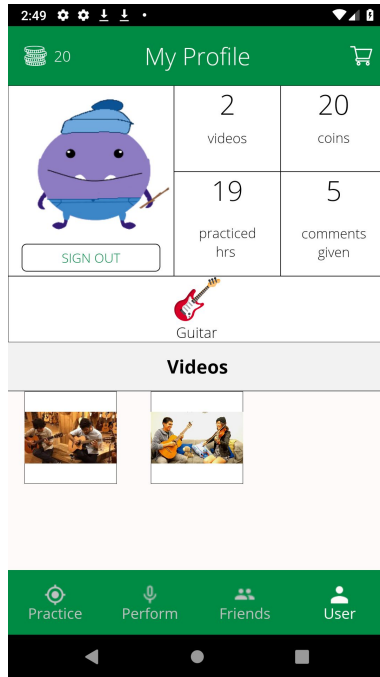 2:49
20
My Profile
2
videos
20
coins
19
practiced
hrs
5
comments
given
SIGN OUT
Guitar
Videos
Practice
Perform
Friends
User